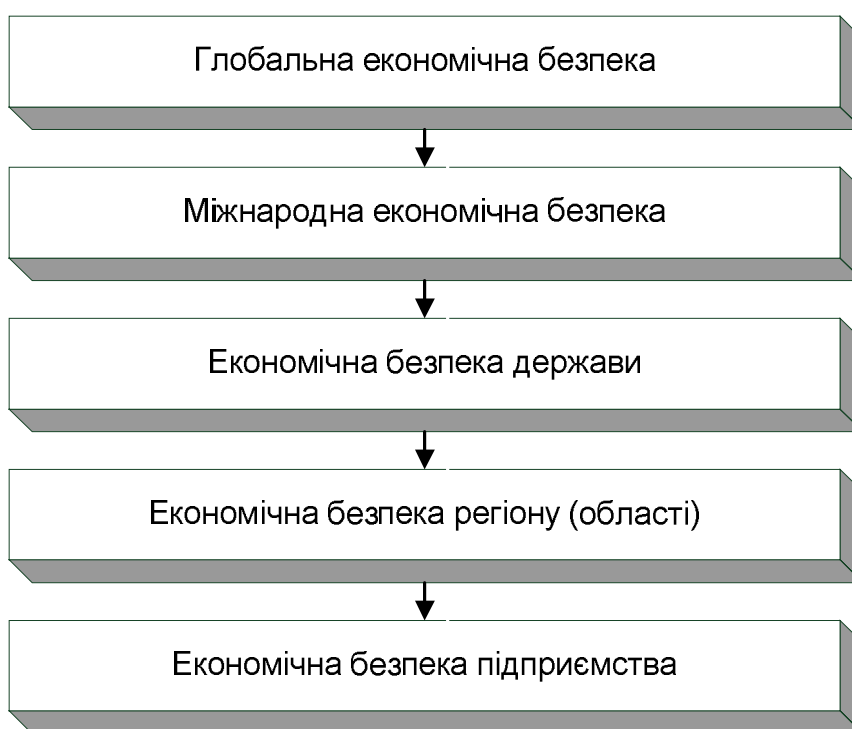 Глобальна економічна безпека
Міжнародна економічна безпека
Економічна безпека держави
Економічна безпека регіону (області)
Економічна безпека підприємства